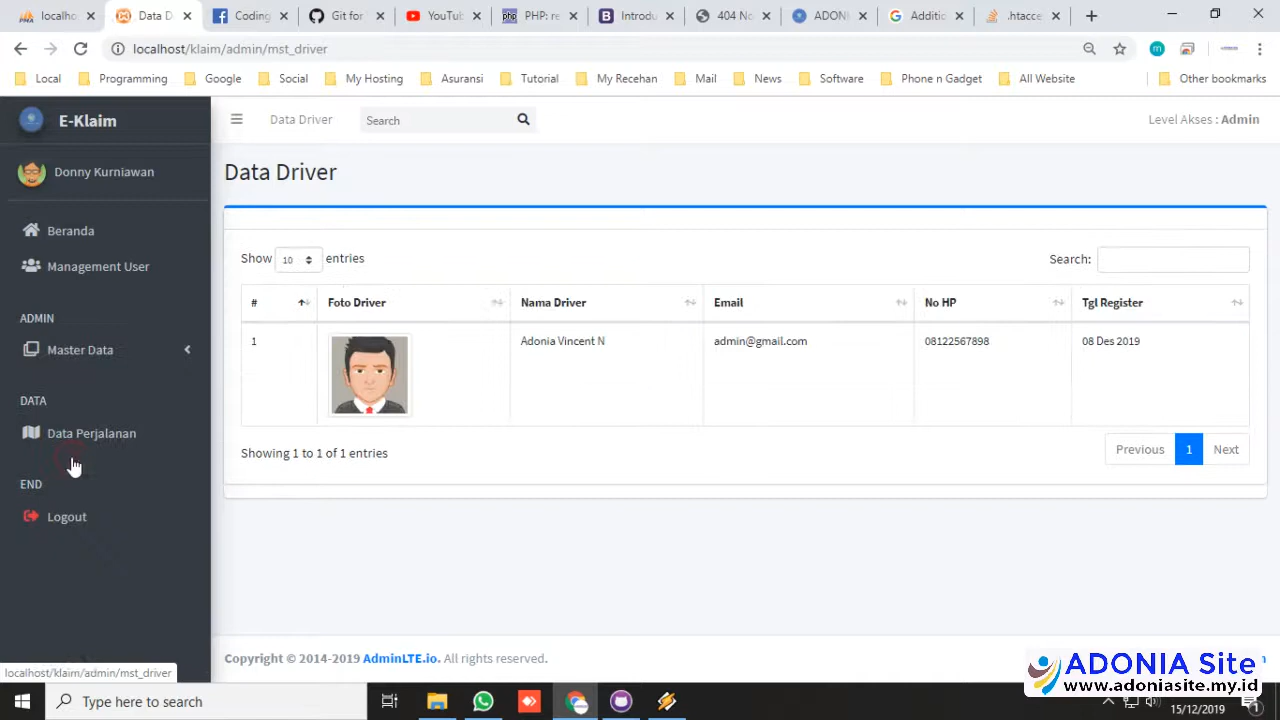 localho
Data D
Coding
Git for
YouTub
PHP: re
Introdu
404 No
ADONI
Additio
.htacce
localhost/klaim/admin/mst_driver
Local
Programming
Google
Social
My Hosting
Asuransi
Tutorial
My Recehan
Mail
News
Software
Phone n Gadget
All Website
Other bookmarks
E-Klaim
Data Driver
Search
Level Akses : Admin
Donny Kurniawan
Data Driver
Beranda
Management User
ADMIN
Master Data
DATA
Data Perjalanan
END
Logout
Show 10 entries
Search:
# Foto Driver Nama Driver Email No HP Tgl Register
1 Adonia Vincent N admin@gmail.com 08122567898 08 Des 2019
Showing 1 to 1 of 1 entries
Previous 1 Next
Copyright © 2014-2019 AdminLTE.io. All rights reserved.
localhost/klaim/admin/mst_driver
ADONIA Site
www.adoniasite.my.id
Type here to search
15/12/2019